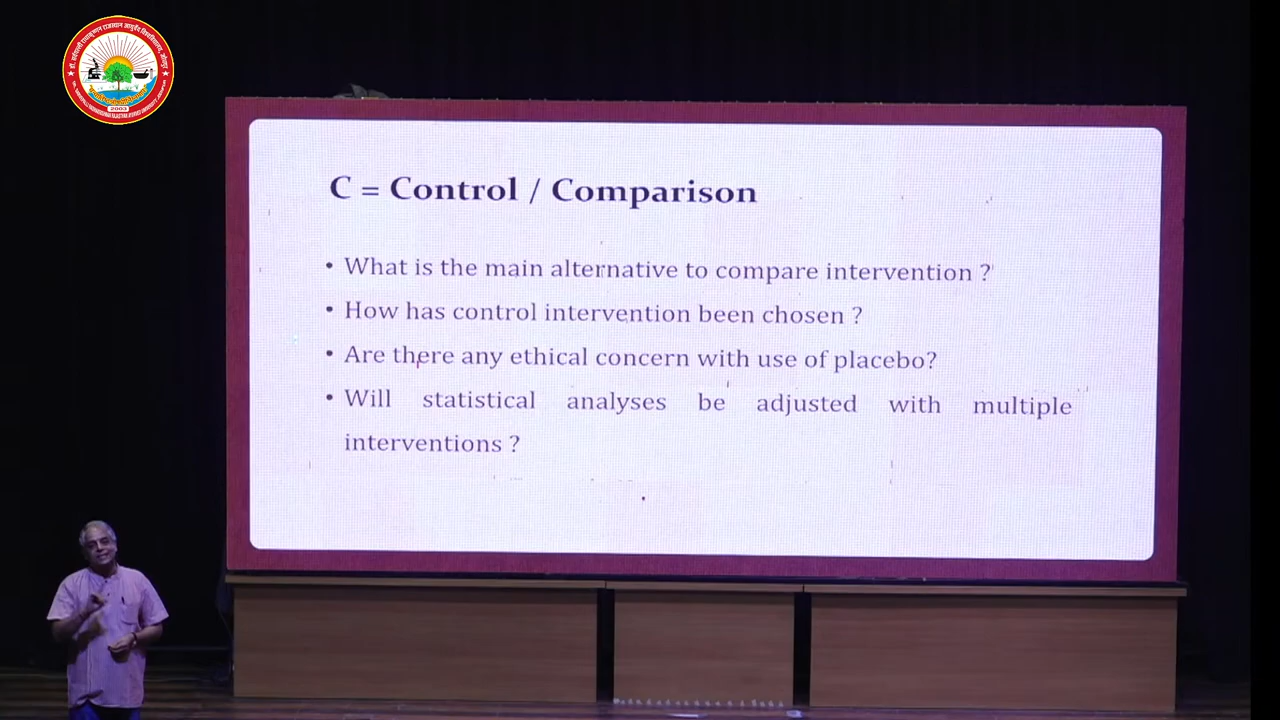 2003
C = Control / Comparison
• What is the main alternative to compare intervention ?
• How has control intervention been chosen ?
• Are there any ethical concern with use of placebo?
• Will statistical analyses be adjusted with multiple
interventions ?